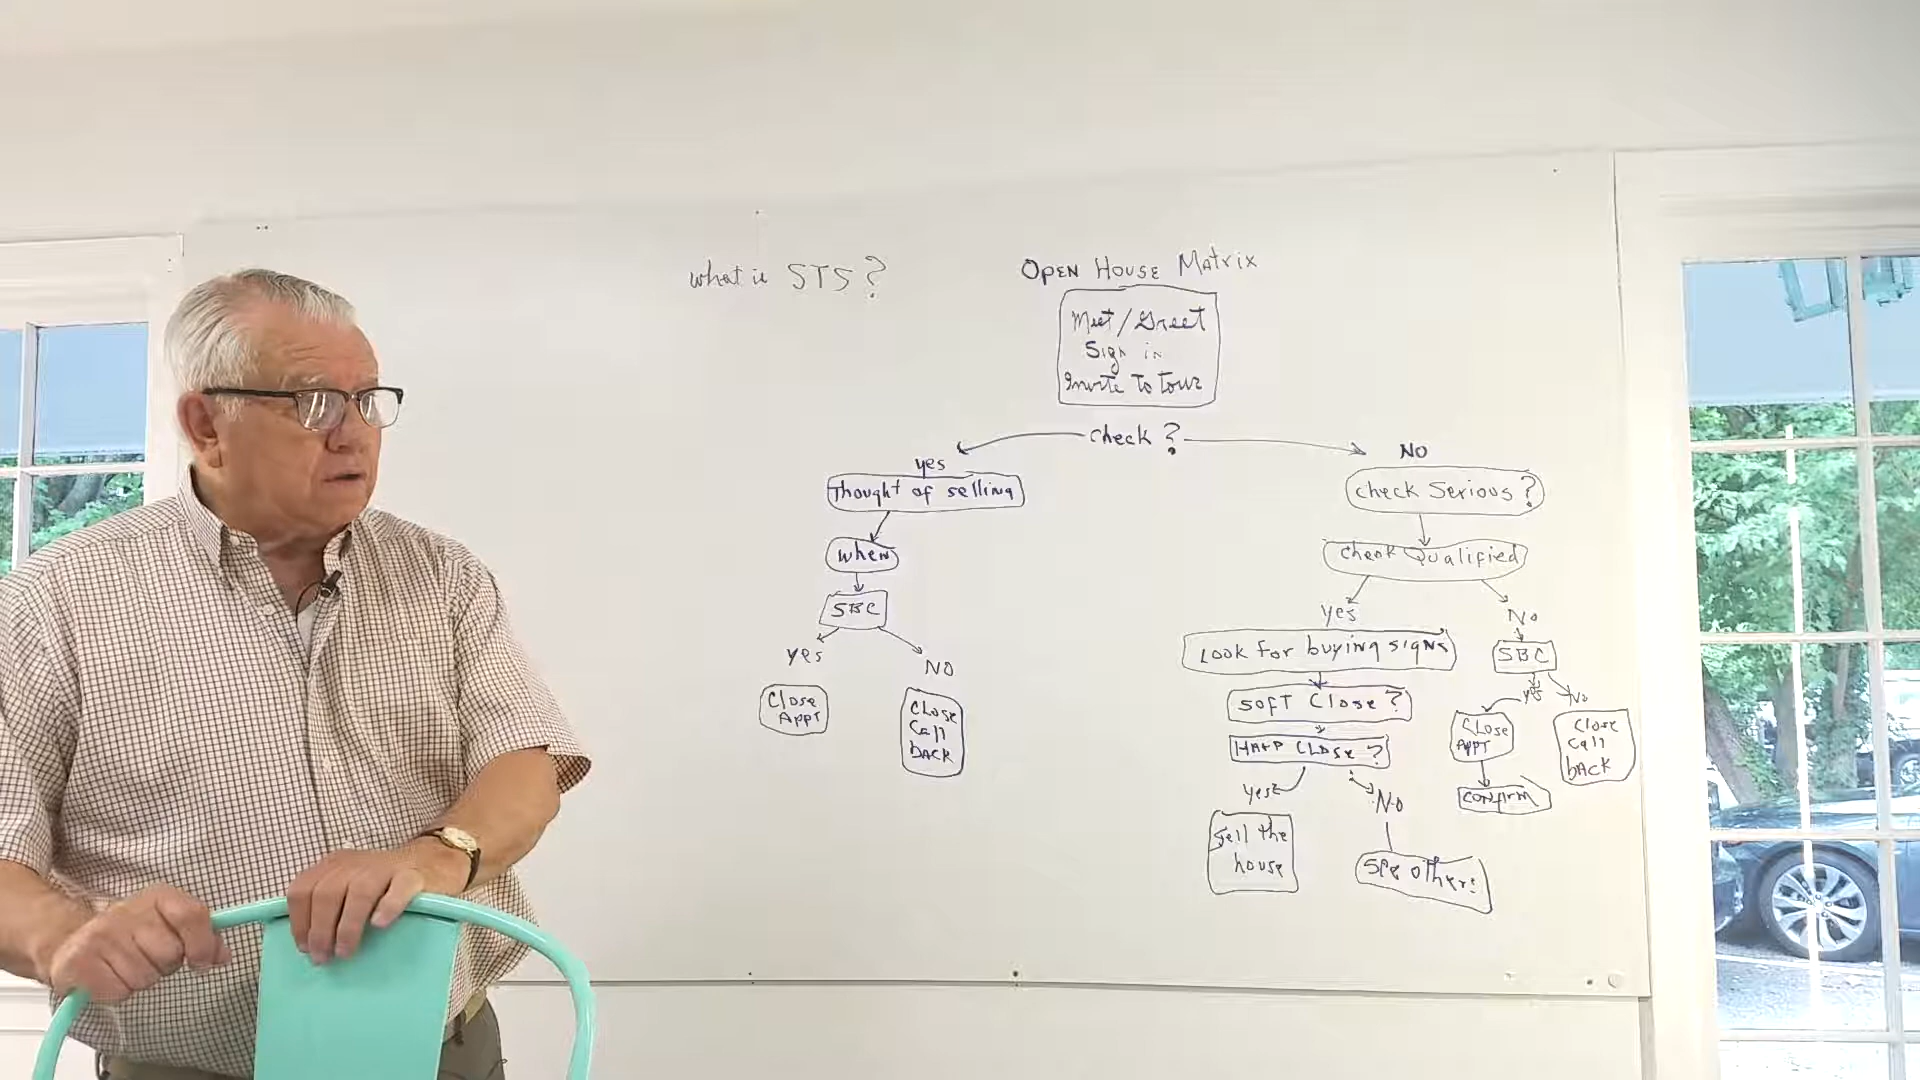 what is STS?
OPEN HOUSE MATRIX
Meet/Greet
Sign in
Invite to Tour
check?
yes
Thought of selling
when
SBC
yes
NO
Close
APPT
CLOSE
Call
bACK
NO
check Serious?
check Qualified
yes
Look for buying signs
SOFT Close?
HARD CLOSE?
yes
Sell the
house
No
See others
No
SBC
yes
No
CLOSE
APPT
CONFIRM
Close
Call
bACK